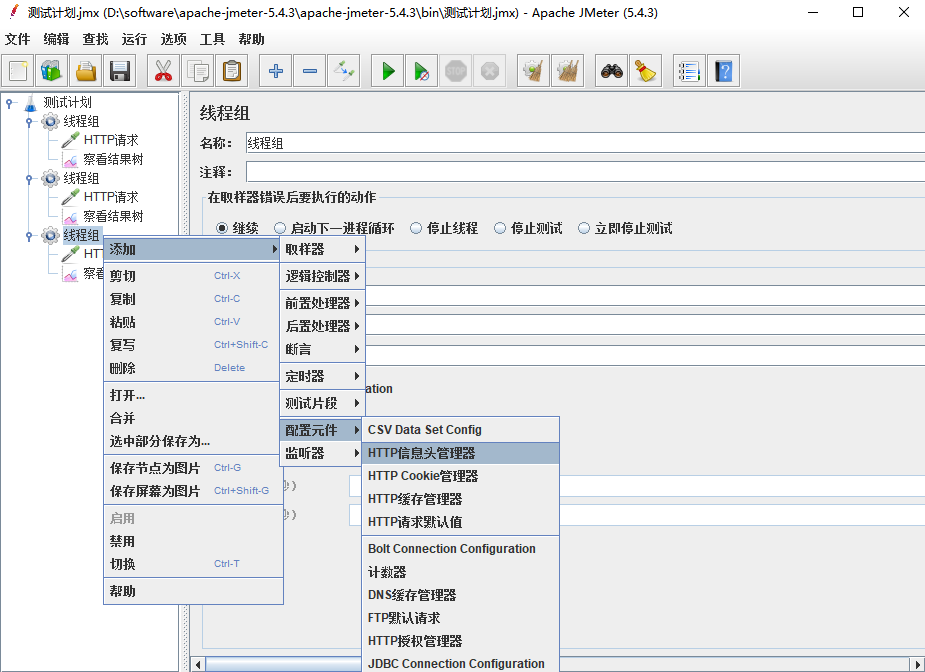 测试计划.jmx (D:\software\apache-jmeter-5.4.3\apache-jmeter-5.4.3\bin\测试计划.jmx) - Apache JMeter (5.4.3)
文件 编辑 查找 运行 选项 工具 帮助
STOP
测试计划
线程组
HTTP请求
察看结果树
线程组
HTTP请求
察看结果树
线程组
HTT
察看
线程组
名称：
线程组
注释：
在取样器错误后要执行的动作
继续 启动下一进程循环 停止线程 停止测试 立即停止测试
ation
添加
剪切 Ctrl-X
复制 Ctrl-C
粘贴 Ctrl-V
复写 Ctrl+Shift-C
删除 Delete
打开...
合并
选中部分保存为...
保存节点为图片 Ctrl-G
保存屏幕为图片 Ctrl+Shift-G
启用
禁用
切换 Ctrl-T
帮助
取样器
逻辑控制器
前置处理器
后置处理器
断言
定时器
测试片段
配置元件
监听器
CSV Data Set Config
HTTP信息头管理器
HTTP Cookie管理器
HTTP缓存管理器
HTTP请求默认值
Bolt Connection Configuration
计数器
DNS缓存管理器
FTP默认请求
HTTP授权管理器
JDBC Connection Configuration